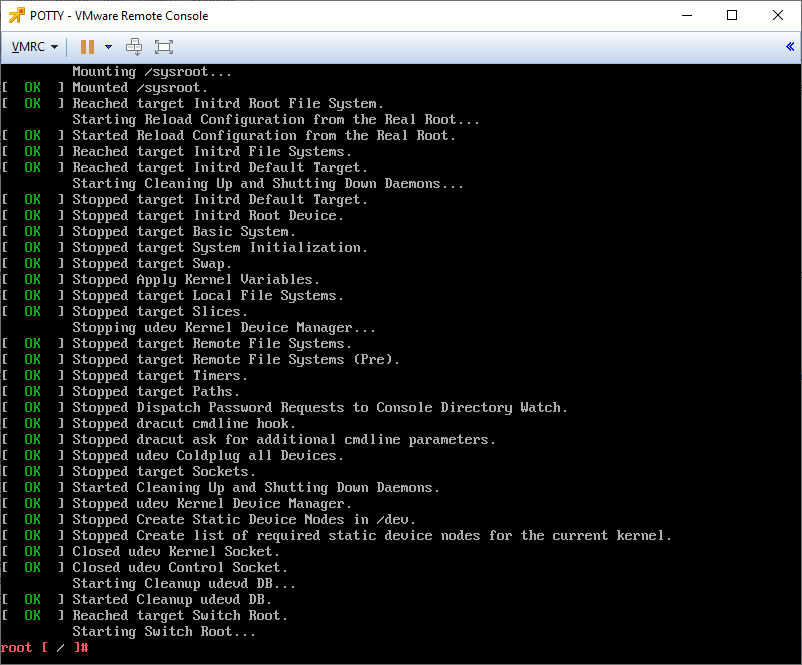 POTTY - VMware Remote Console
VMRC
         Mounting /sysroot...
[  OK  ] Mounted /sysroot.
[  OK  ] Reached target Initrd Root File System.
         Starting Reload Configuration from the Real Root...
[  OK  ] Started Reload Configuration from the Real Root.
[  OK  ] Reached target Initrd File Systems.
[  OK  ] Reached target Initrd Default Target.
         Starting Cleaning Up and Shutting Down Daemons...
[  OK  ] Stopped target Initrd Default Target.
[  OK  ] Stopped target Initrd Root Device.
[  OK  ] Stopped target Basic System.
[  OK  ] Stopped target System Initialization.
[  OK  ] Stopped target Swap.
[  OK  ] Stopped Apply Kernel Variables.
[  OK  ] Stopped target Local File Systems.
[  OK  ] Stopped target Slices.
         Stopping udev Kernel Device Manager...
[  OK  ] Stopped target Remote File Systems.
[  OK  ] Stopped target Remote File Systems (Pre).
[  OK  ] Stopped target Timers.
[  OK  ] Stopped target Paths.
[  OK  ] Stopped Dispatch Password Requests to Console Directory Watch.
[  OK  ] Stopped dracut cmdline hook.
[  OK  ] Stopped dracut ask for additional cmdline parameters.
[  OK  ] Stopped udev Coldplug all Devices.
[  OK  ] Stopped target Sockets.
[  OK  ] Started Cleaning Up and Shutting Down Daemons.
[  OK  ] Stopped udev Kernel Device Manager.
[  OK  ] Stopped Create Static Device Nodes in /dev.
[  OK  ] Stopped Create list of required static device nodes for the current kernel.
[  OK  ] Closed udev Kernel Socket.
[  OK  ] Closed udev Control Socket.
         Starting Cleanup udevd DB...
[  OK  ] Started Cleanup udevd DB.
[  OK  ] Reached target Switch Root.
         Starting Switch Root...
root [ / ]#